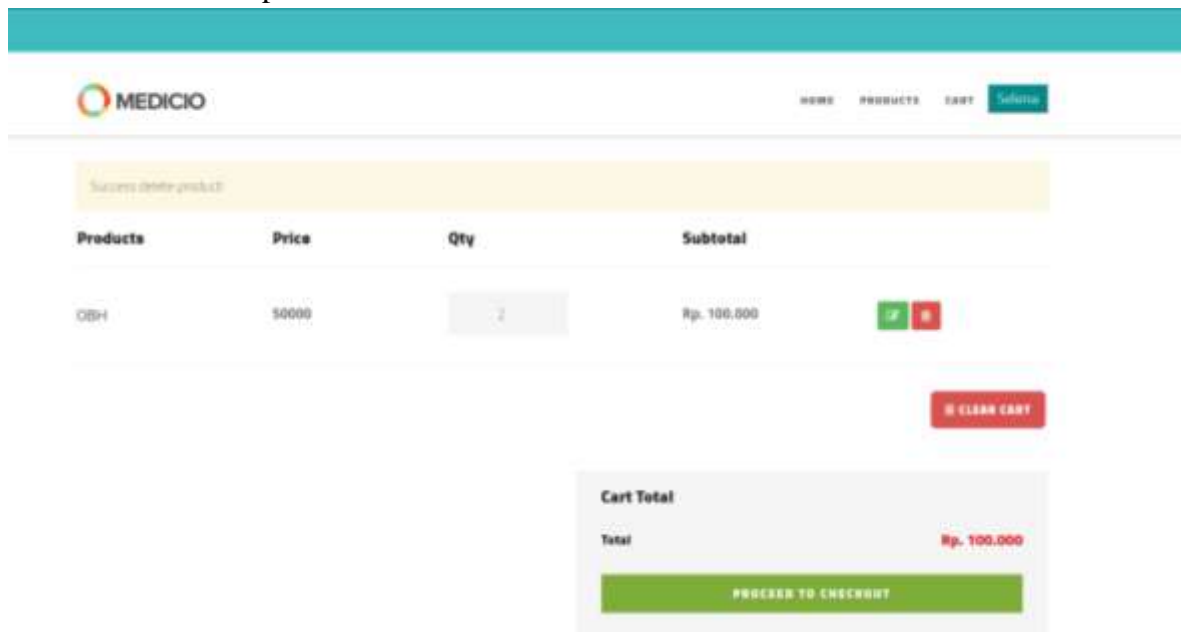 MEDICIO
HOME PRODUCTS CART Selima
Success delete product!
Products Price Qty Subtotal
OBH 50000 2 Rp. 100.000
CLEAR CART
Cart Total
Total Rp. 100.000
PROCEED TO CHECKOUT